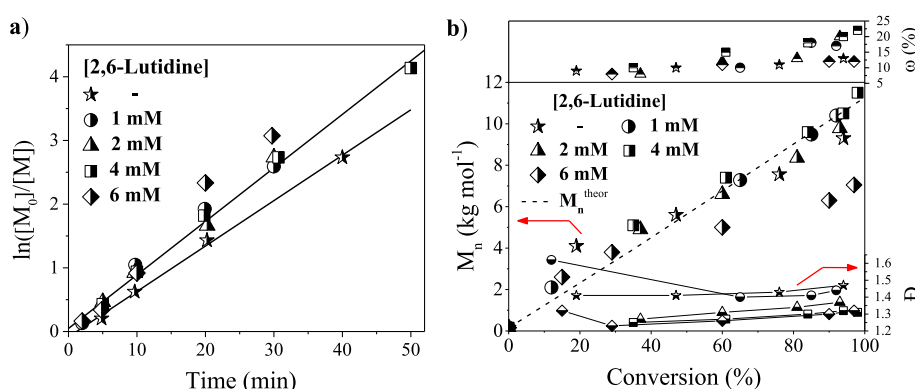 a)
[2,6-Lutidine]
-
1 mM
2 mM
4 mM
6 mM
ln([M0]/[M])
4
3
2
1
0
0 10 20 30 40 50
Time (min)
b)
25
20
15
10
5
ω (%)
[2,6-Lutidine]
- 1 mM
2 mM 4 mM
6 mM
Mn theor
Mn (kg mol-1)
12
10
8
6
4
2
0
1.6
1.5
1.4
1.3
1.2
Đ
0 20 40 60 80 100
Conversion (%)